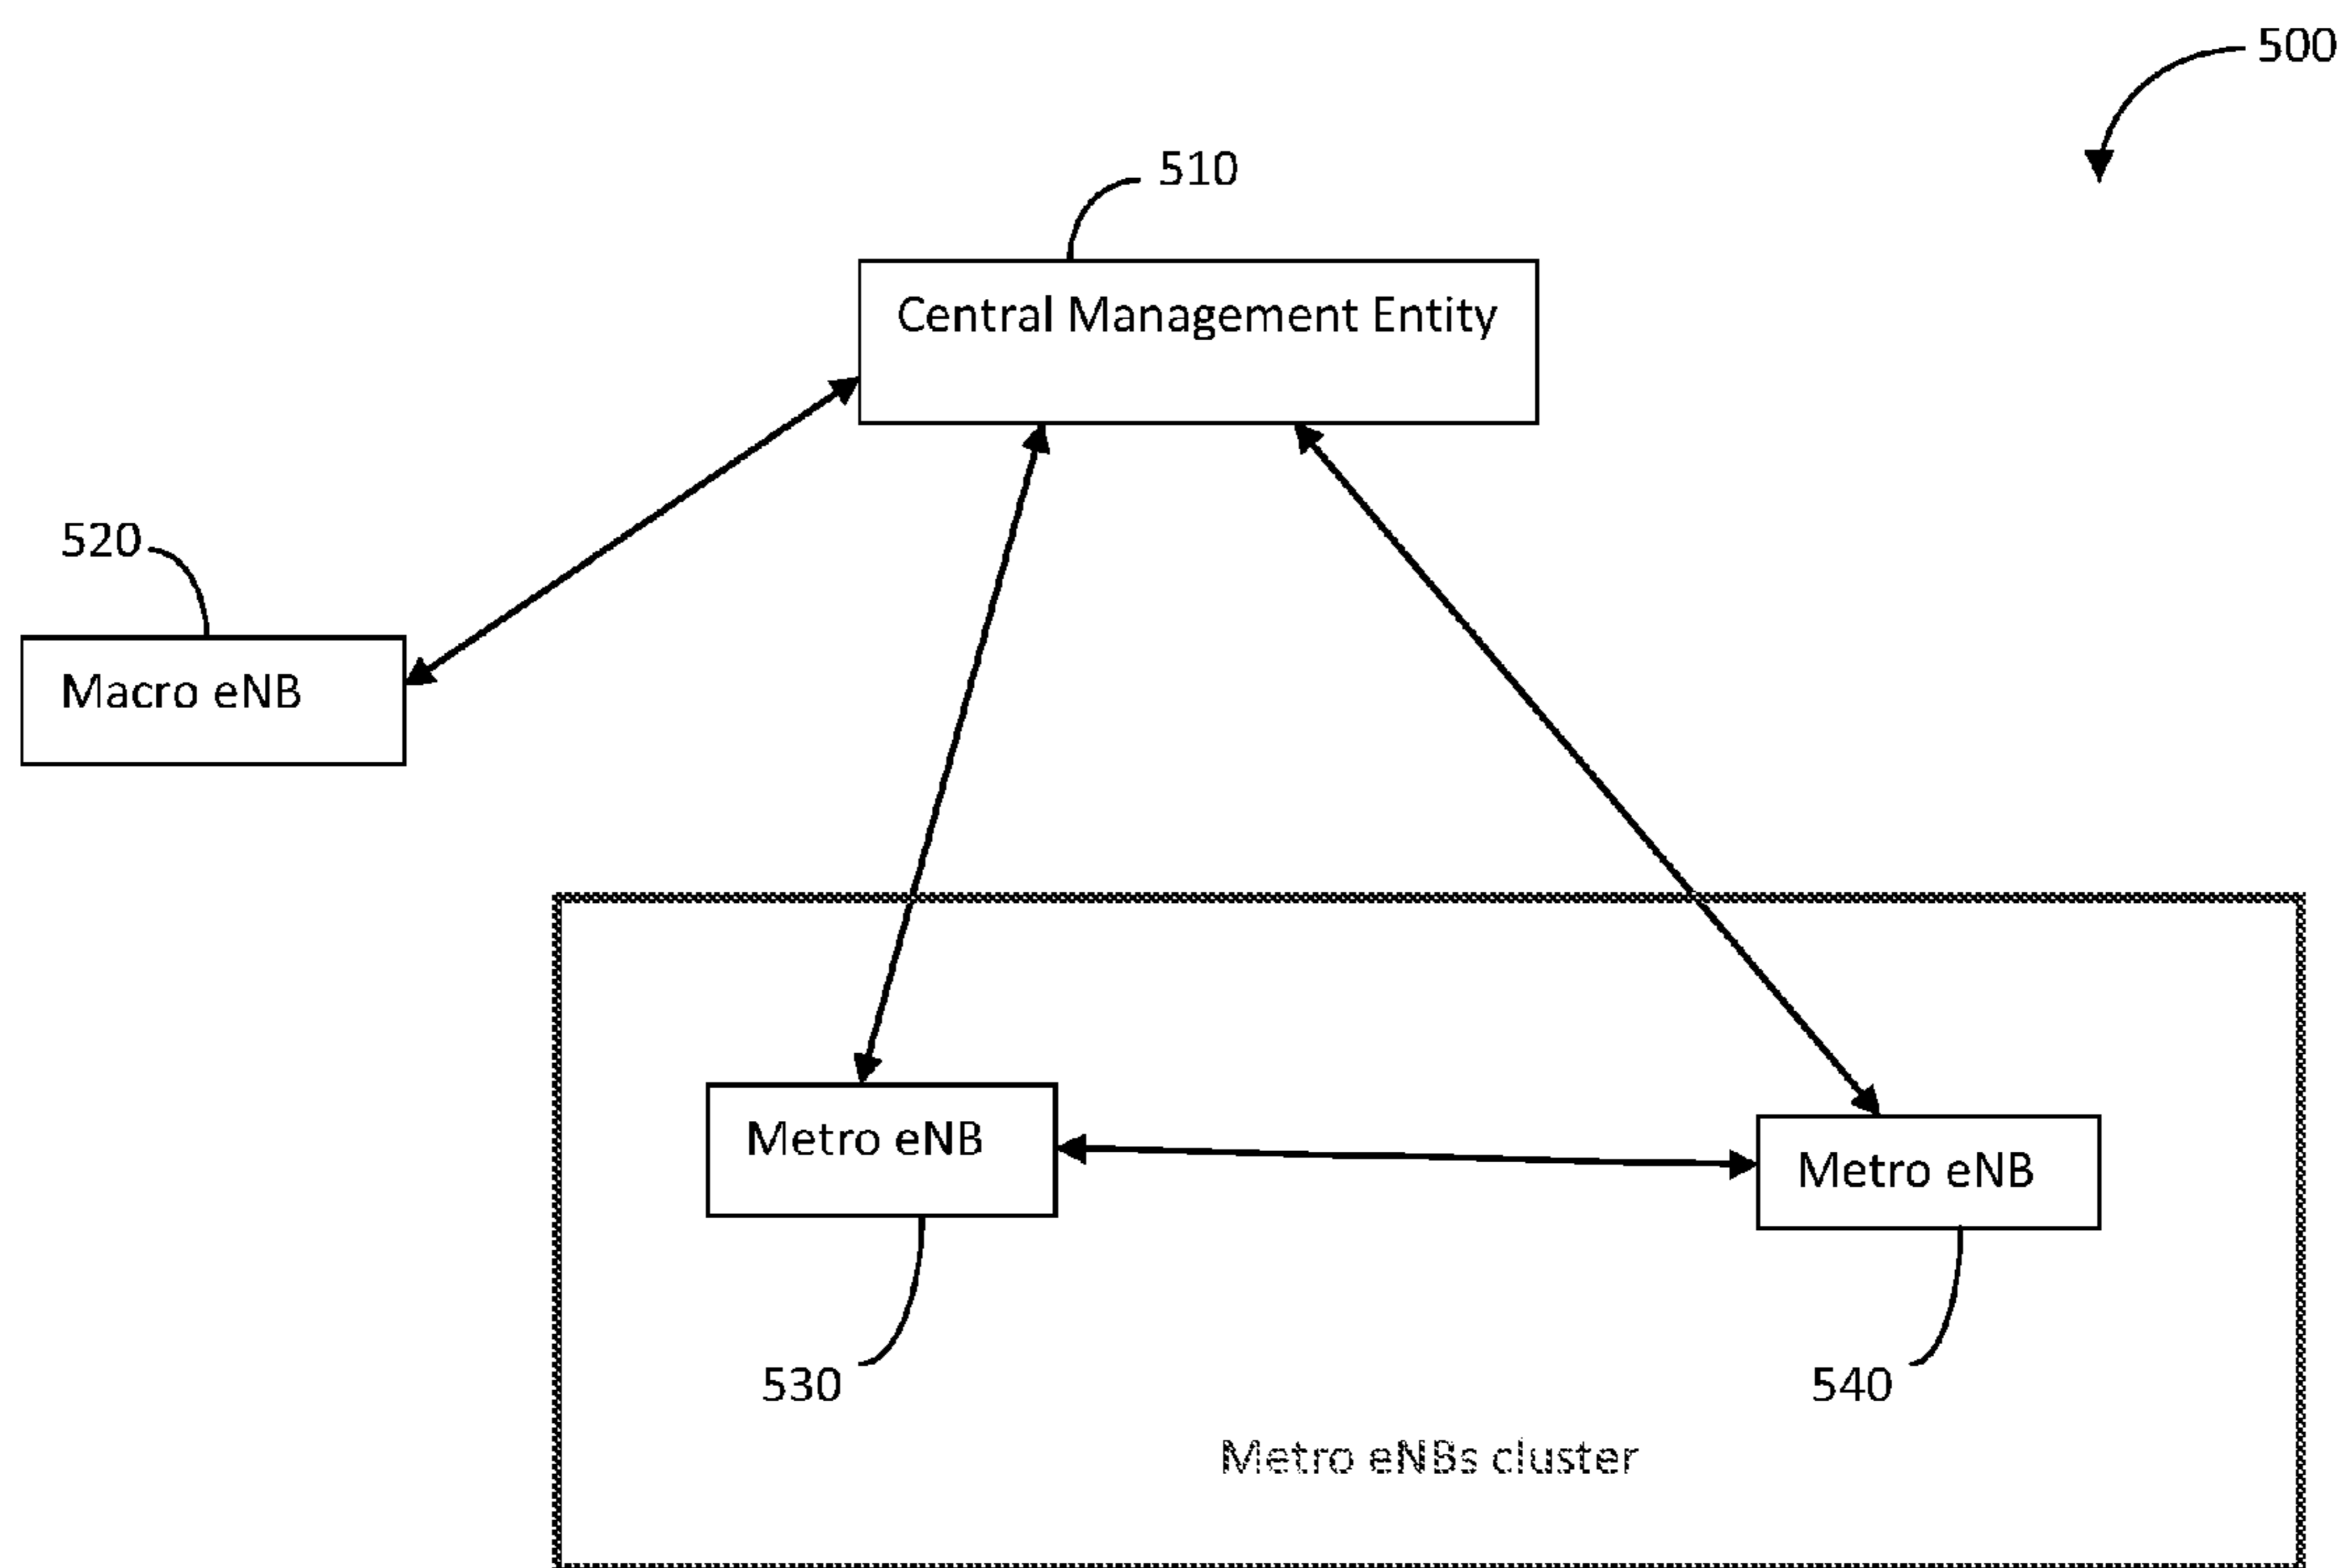 500
510
Central Management Entity
520
Macro eNB
Metro eNB
Metro eNB
530
540
Metro eNBs cluster